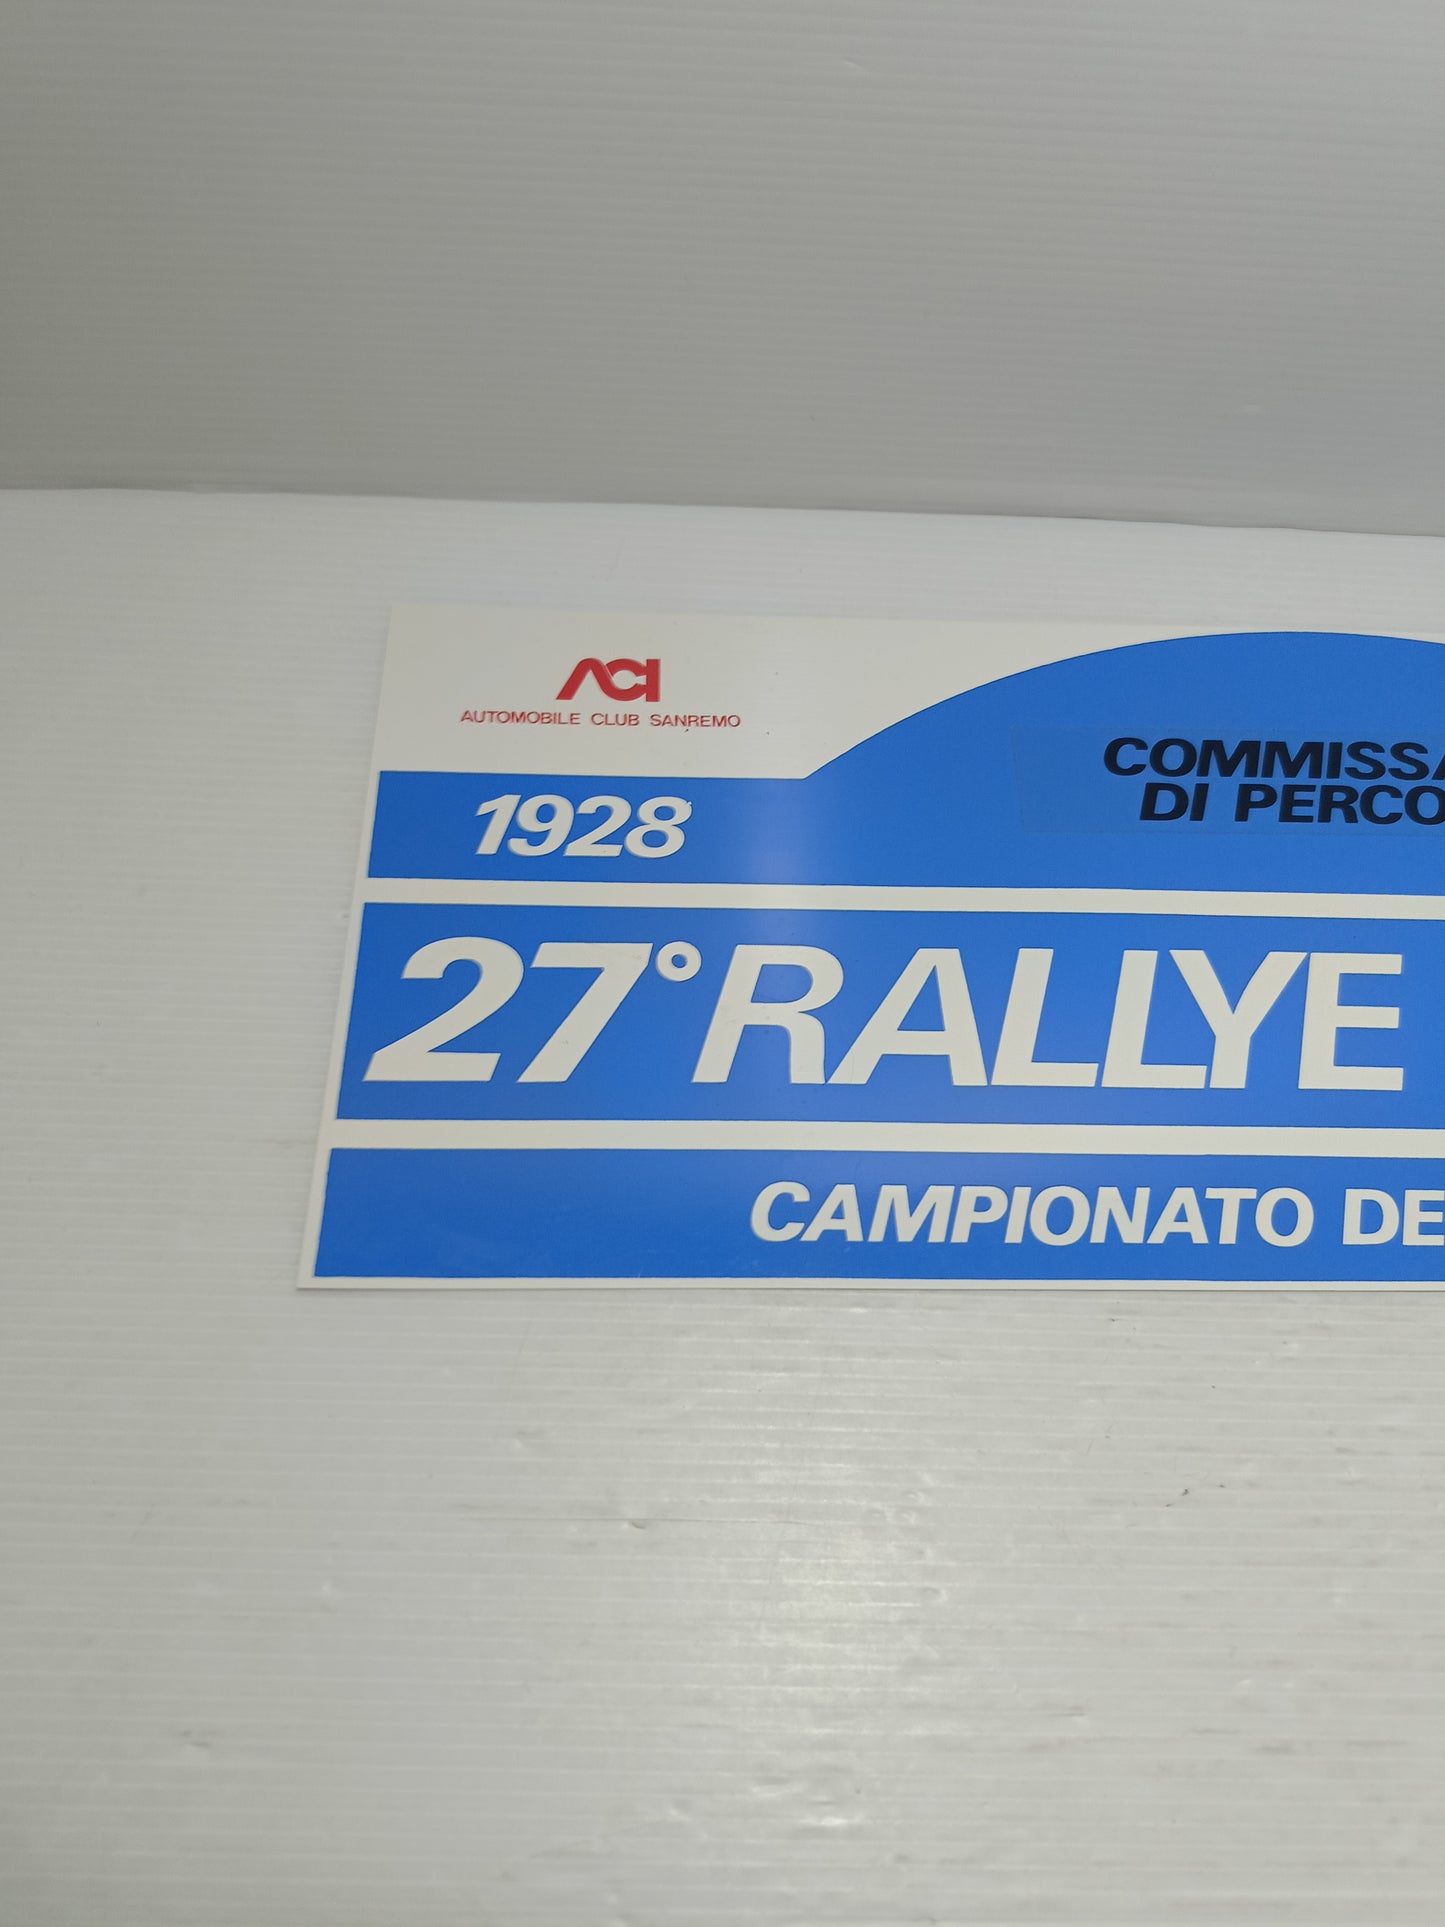 ACI
AUTOMOBILE CLUB SANREMO
COMMISSA
DI PERCO
1928
27° RALLYE
CAMPIONATO DE